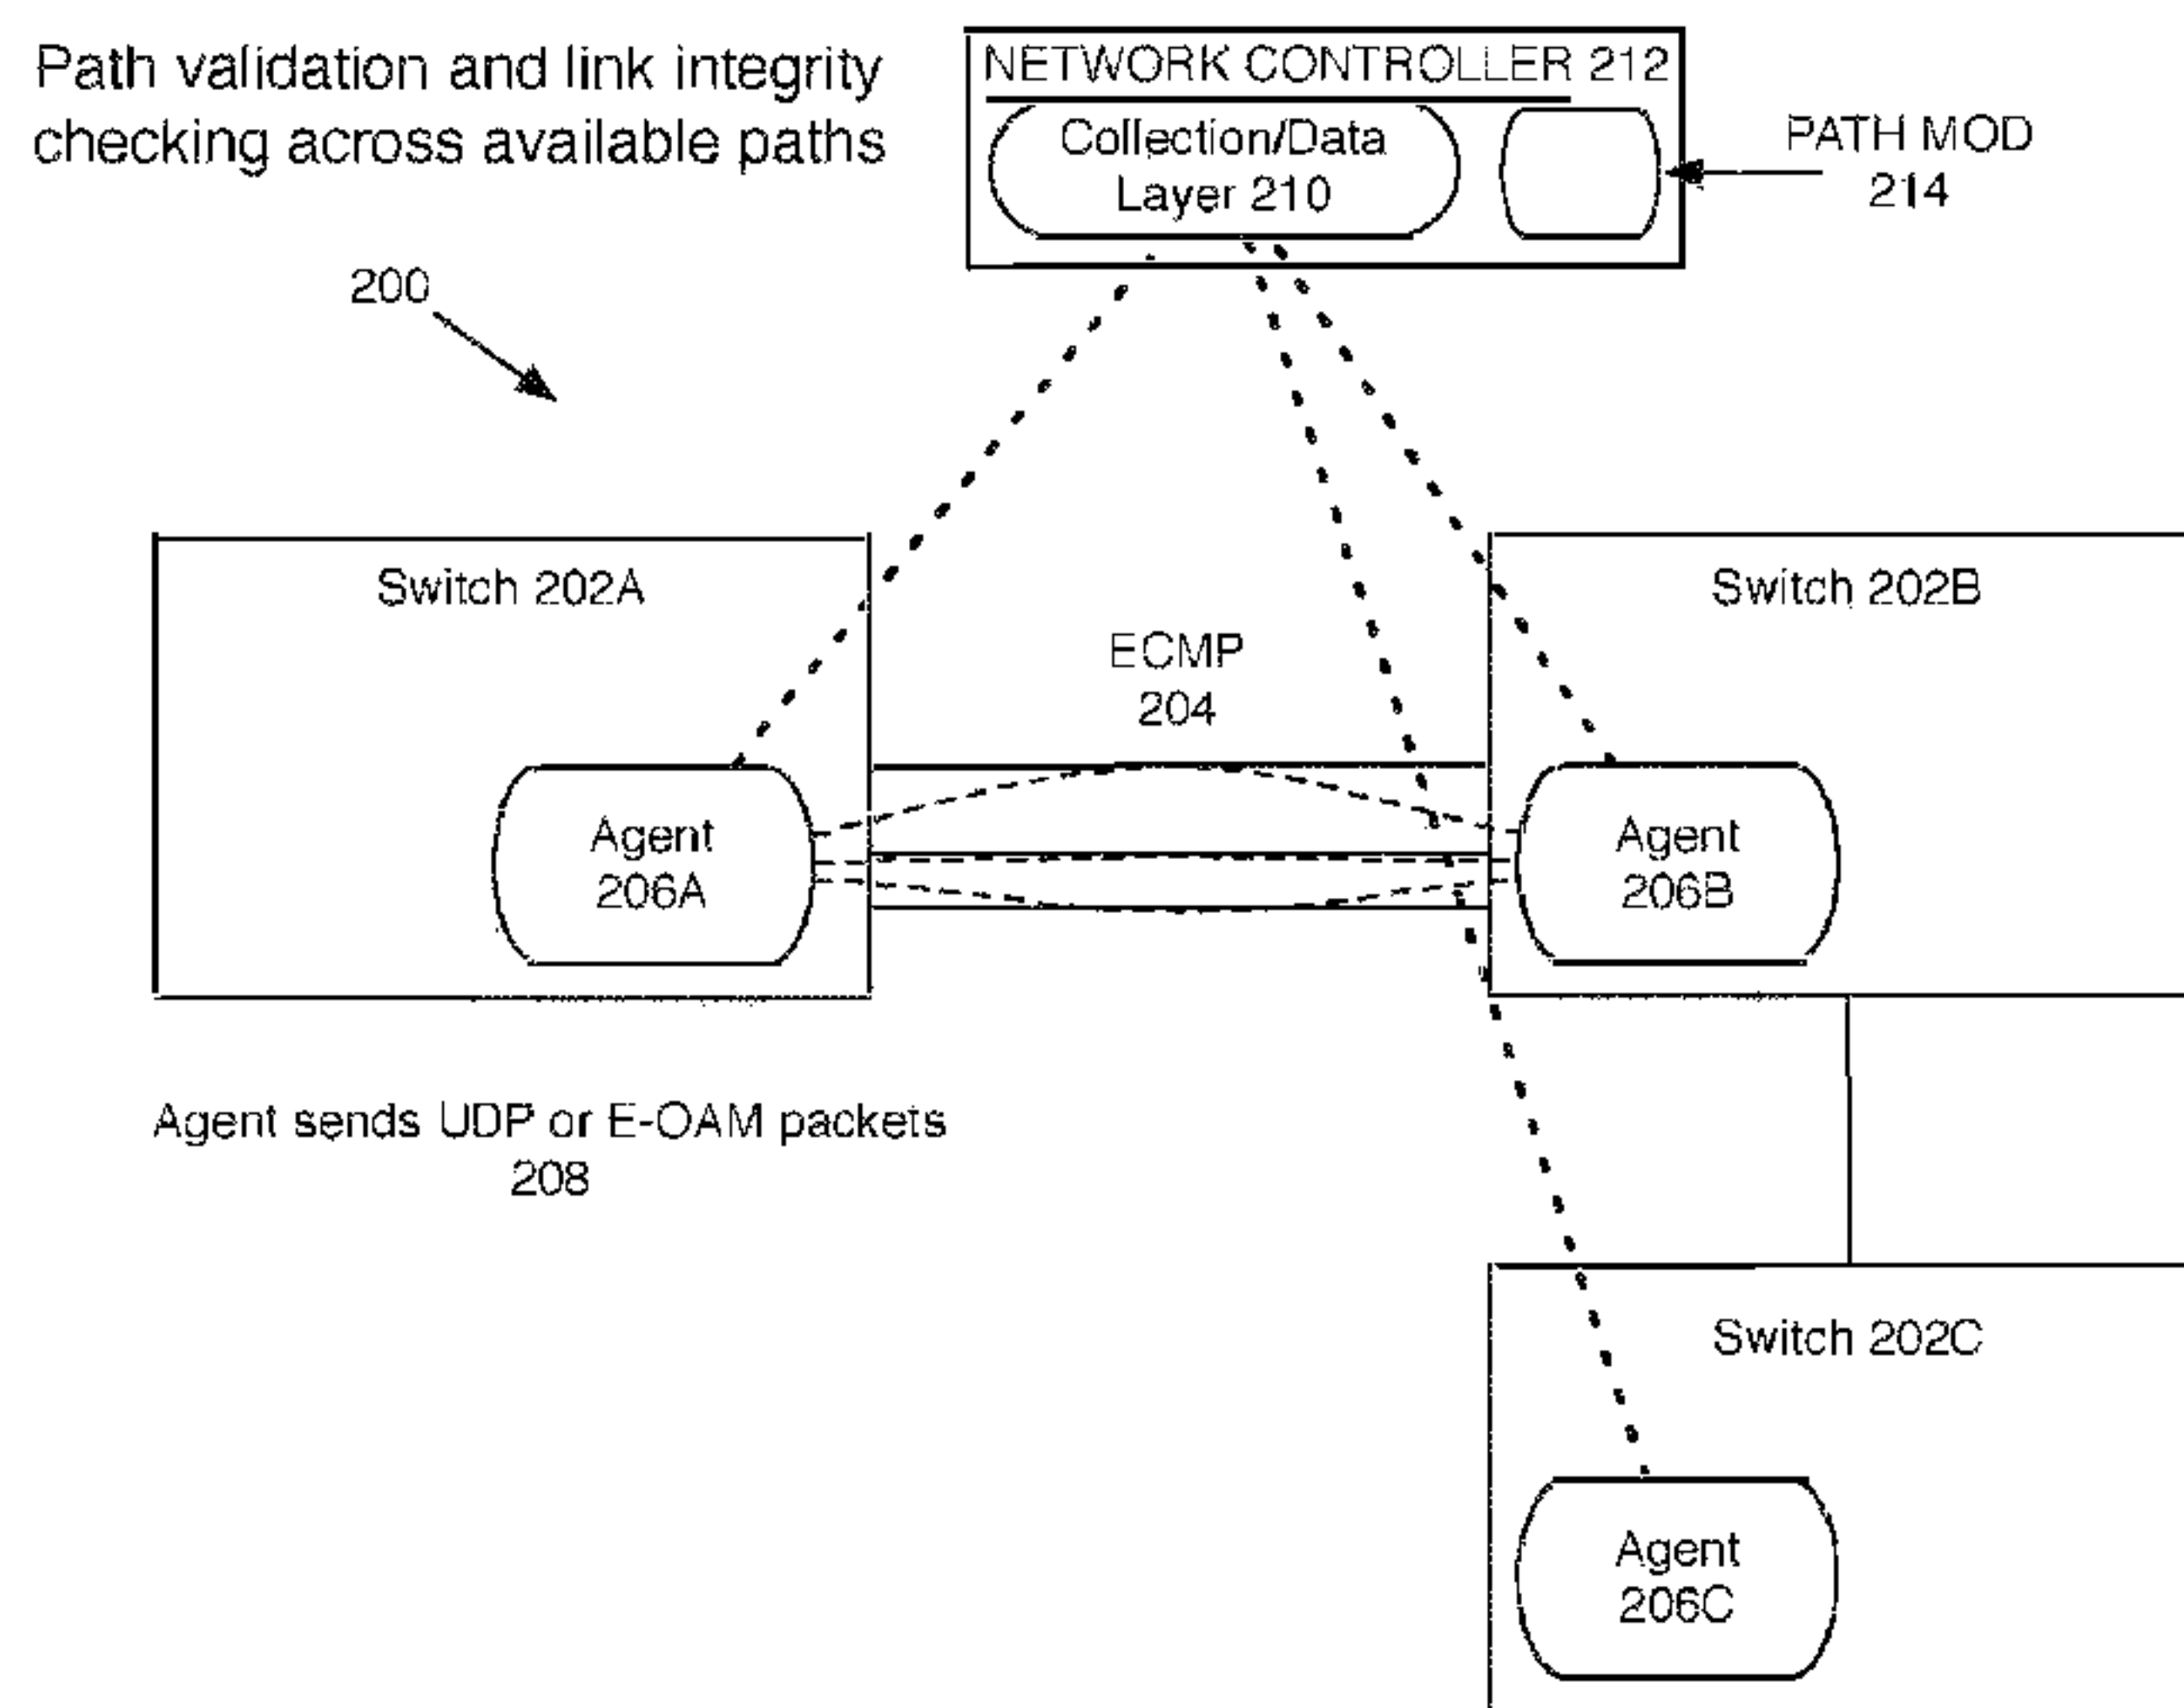 Path validation and link integrity
checking across available paths
NETWORK CONTROLLER 212
Collection/Data
Layer 210
PATH MOD
214
200
Switch 202A
Switch 202B
ECMP
204
Agent
206A
Agent
206B
Agent sends UDP or E-OAM packets
208
Switch 202C
Agent
206C